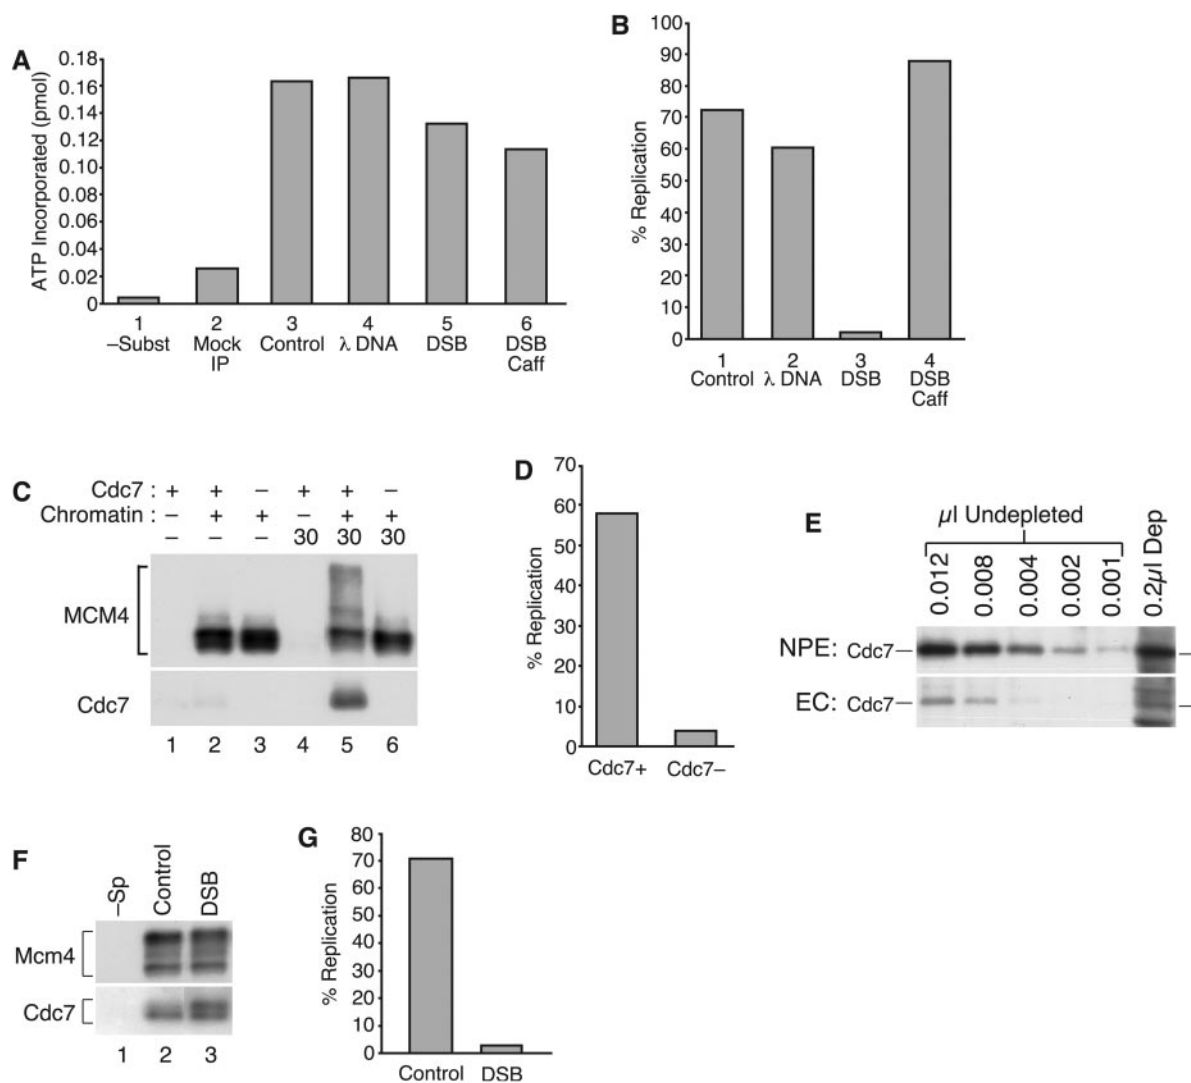 A
ATP Incorporated (pmol)
0.18
0.16
0.14
0.12
0.10
0.08
0.06
0.04
0.02
0
1 2 3 4 5 6
–Subst Mock IP Control λ DNA DSB DSB Caff
B
% Replication
100
90
80
70
60
50
40
30
20
10
0
1 2 3 4
Control λ DNA DSB DSB Caff
C
Cdc7 : + + – + + –
Chromatin : – + + – + +
– – – 30 30 30
MCM4
Cdc7
1 2 3 4 5 6
D
% Replication
70
60
50
40
30
20
10
0
Cdc7+ Cdc7–
E
µl Undepleted
0.012 0.008 0.004 0.002 0.001 0.2µl Dep
NPE: Cdc7–
EC: Cdc7–
F
–Sp Control DSB
Mcm4
Cdc7
1 2 3
G
% Replication
80
70
60
50
40
30
20
10
0
Control DSB